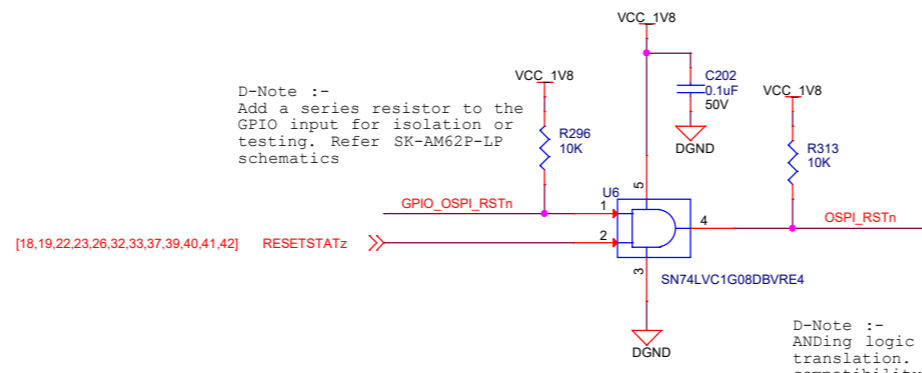 VCC_1V8
C202
0.1uF
50V
DGND
D-Note :-
Add a series resistor to the
GPIO input for isolation or
testing. Refer SK-AM62P-LP
schematics
VCC_1V8
R296
10K
VCC_1V8
R313
10K
5
U6
GPIO_OSPI_RSTn
1
4
OSPI_RSTn
[18,19,22,23,26,32,33,37,39,40,41,42]
RESETSTATz
2
3
SN74LVC1G08DBVRE4
DGND
D-Note :-
ANDing logic
translation.
compatibility